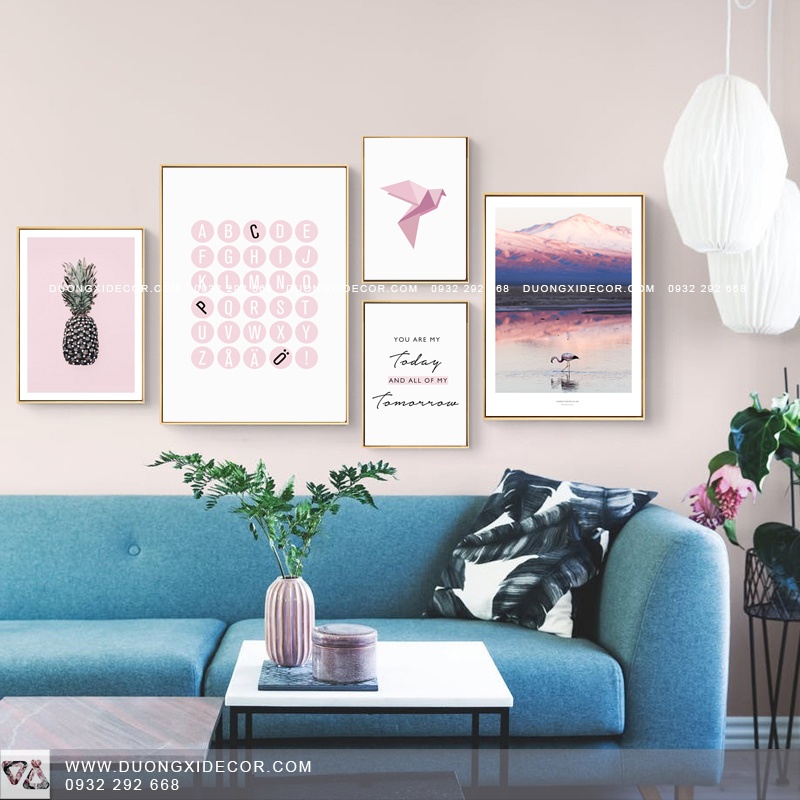 A B C D E
F G H I J
K L M N O
P Q R S T
U V W X Y
Z Å Ä Ö !
YOU ARE MY
Today
AND ALL OF MY
Tomorrow
DUONGXIDECOR.COM 0932 292 668 DUONGXIDECOR.COM 0932 292 668
WWW.DUONGXIDECOR.COM
0932 292 668